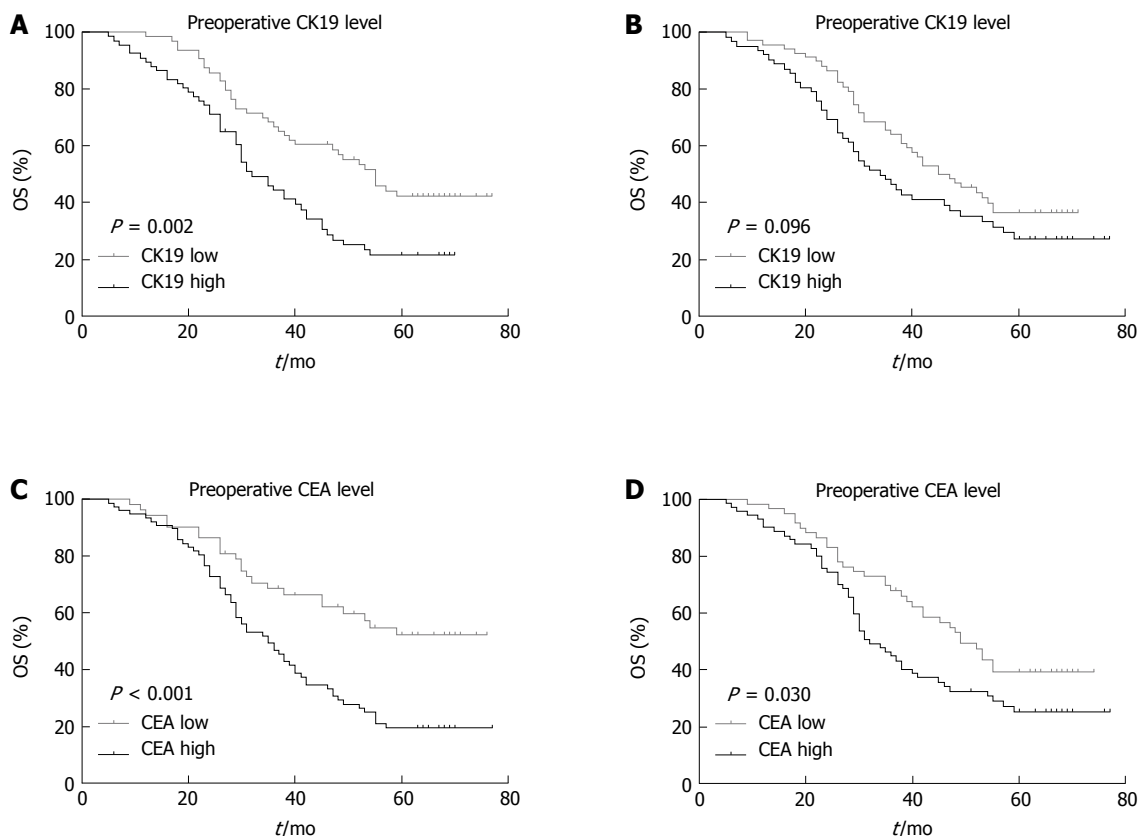 A
Preoperative CK19 level
100
80
60
40
20
0
OS (%)
P = 0.002
CK19 low
CK19 high
0 20 40 60 80
t/mo
B
Preoperative CK19 level
100
80
60
40
20
0
OS (%)
P = 0.096
CK19 low
CK19 high
0 20 40 60 80
t/mo
C
Preoperative CEA level
100
80
60
40
20
0
OS (%)
P < 0.001
CEA low
CEA high
0 20 40 60 80
t/mo
D
Preoperative CEA level
100
80
60
40
20
0
OS (%)
P = 0.030
CEA low
CEA high
0 20 40 60 80
t/mo